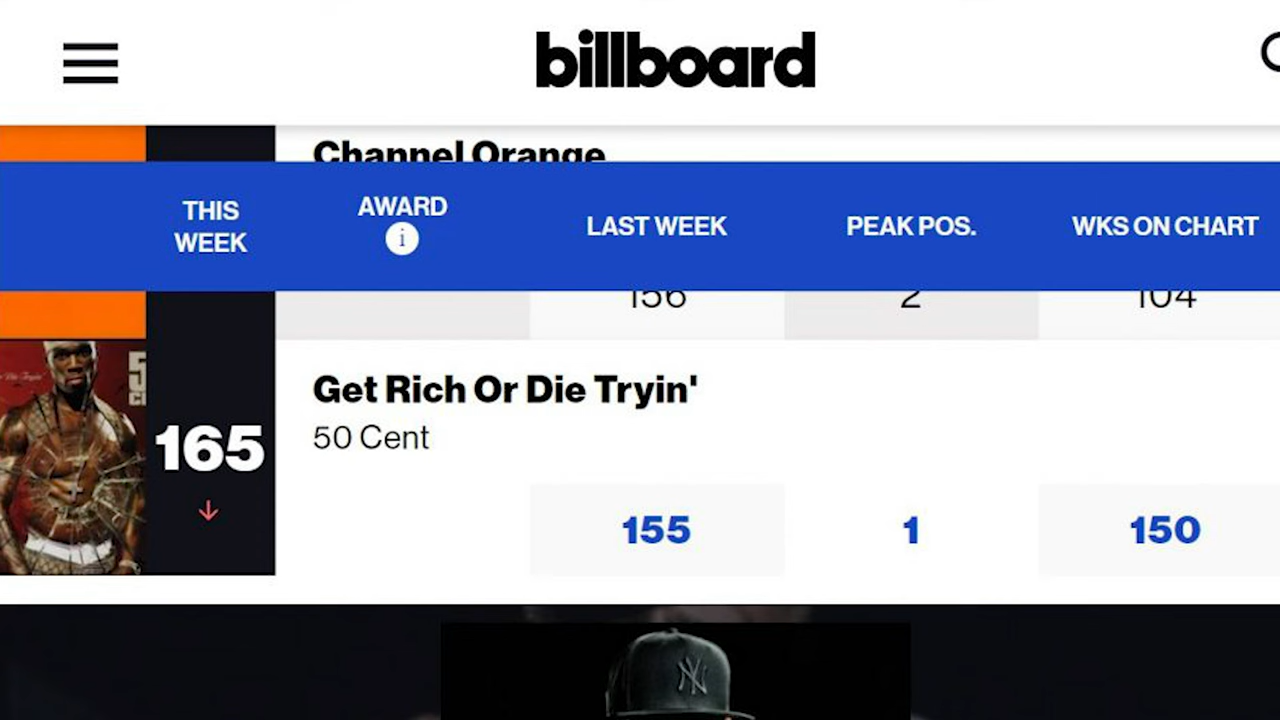 billboard
Channel Orange
THIS
WEEK
AWARD
i
LAST WEEK
PEAK POS.
WKS ON CHART
156
2
104
Get Rich Or Die Tryin'
50 Cent
165
155
1
150
NY